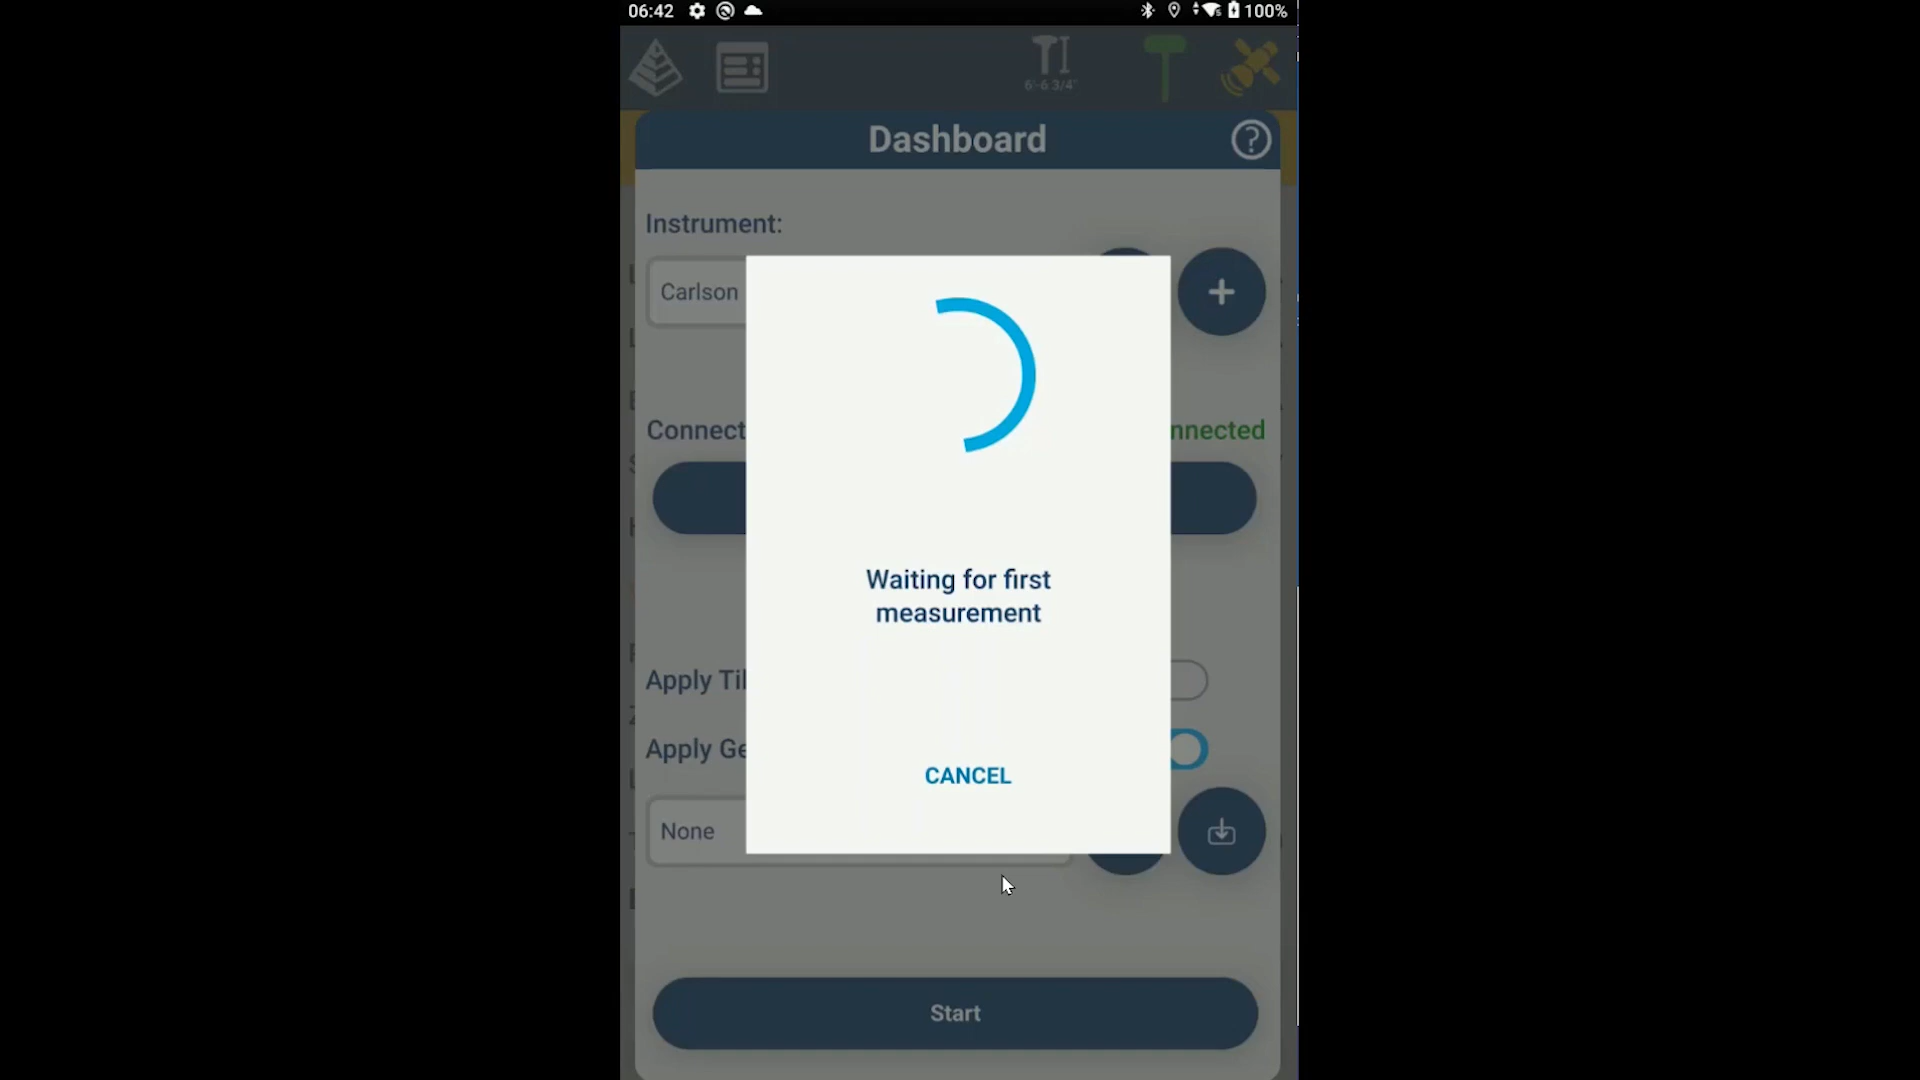 06:42
100%
6'-6 3/4"
Dashboard
Instrument:
Carlson
Connect
nnected
Waiting for first
measurement
Apply Til
Apply Ge
CANCEL
None
Start